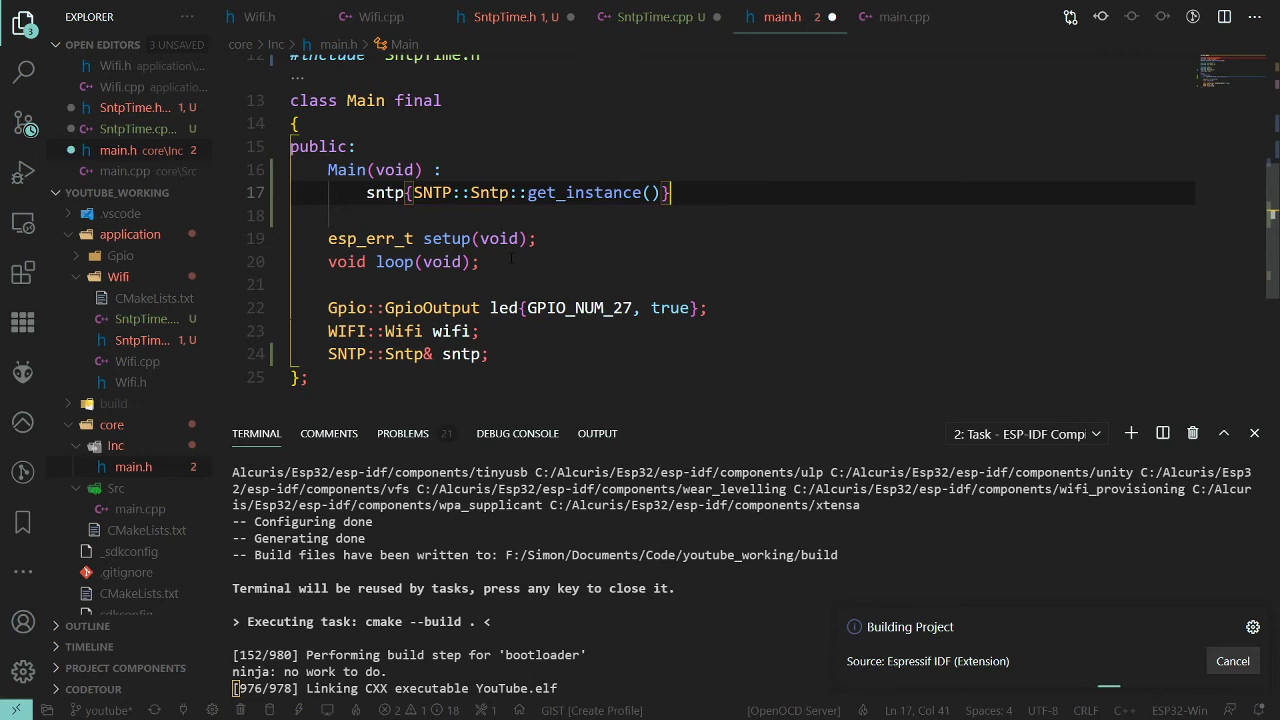 EXPLORER
OPEN EDITORS 3 UNSAVED
Wifi.h application\...
Wifi.cpp application\...
SntpTime.h 1, U
SntpTime.cp... U
main.h core\Inc 2
main.cpp core\Src
YOUTUBE_WORKING
.vscode
application
Gpio
Wifi
CMakeLists.txt
SntpTime.... U
SntpTim... 1, U
Wifi.cpp
Wifi.h
build
core
Inc
main.h 2
Src
main.cpp
CMakeLists.txt
_sdkconfig
.gitignore
CMakeLists.txt
sdkconfig
OUTLINE
TIMELINE
PROJECT COMPONENTS
CODETOUR
Wifi.h Wifi.cpp SntpTime.h 1, U SntpTime.cpp U main.h 2 main.cpp
core > Inc > main.h > Main
12 #include "SntpTime.h"
...
13 class Main final
14 {
15 public:
16 Main(void) :
17 sntp{SNTP::Sntp::get_instance()}
18
19 esp_err_t setup(void);
20 void loop(void);
21
22 Gpio::GpioOutput led{GPIO_NUM_27, true};
23 WIFI::Wifi wifi;
24 SNTP::Sntp& sntp;
25 };
TERMINAL COMMENTS PROBLEMS 21 DEBUG CONSOLE OUTPUT
2: Task - ESP-IDF Compi
Alcuris/Esp32/esp-idf/components/tinyusb C:/Alcuris/Esp32/esp-idf/components/ulp C:/Alcuris/Esp32/esp-idf/components/unity C:/Alcuris/Esp3
2/esp-idf/components/vfs C:/Alcuris/Esp32/esp-idf/components/wear_levelling C:/Alcuris/Esp32/esp-idf/components/wifi_provisioning C:/Alcur
is/Esp32/esp-idf/components/wpa_supplicant C:/Alcuris/Esp32/esp-idf/components/xtensa
-- Configuring done
-- Generating done
-- Build files have been written to: F:/Simon/Documents/Code/youtube_working/build
Terminal will be reused by tasks, press any key to close it.
> Executing task: cmake --build . <
[152/980] Performing build step for 'bootloader'
ninja: no work to do.
[976/978] Linking CXX executable YouTube.elf
Building Project
Source: Espressif IDF (Extension)
Cancel
youtube* 2 1 18 1 GIST [Create Profile] [OpenOCD Server] Ln 17, Col 41 Spaces: 4 UTF-8 CRLF C++ ESP32-Win